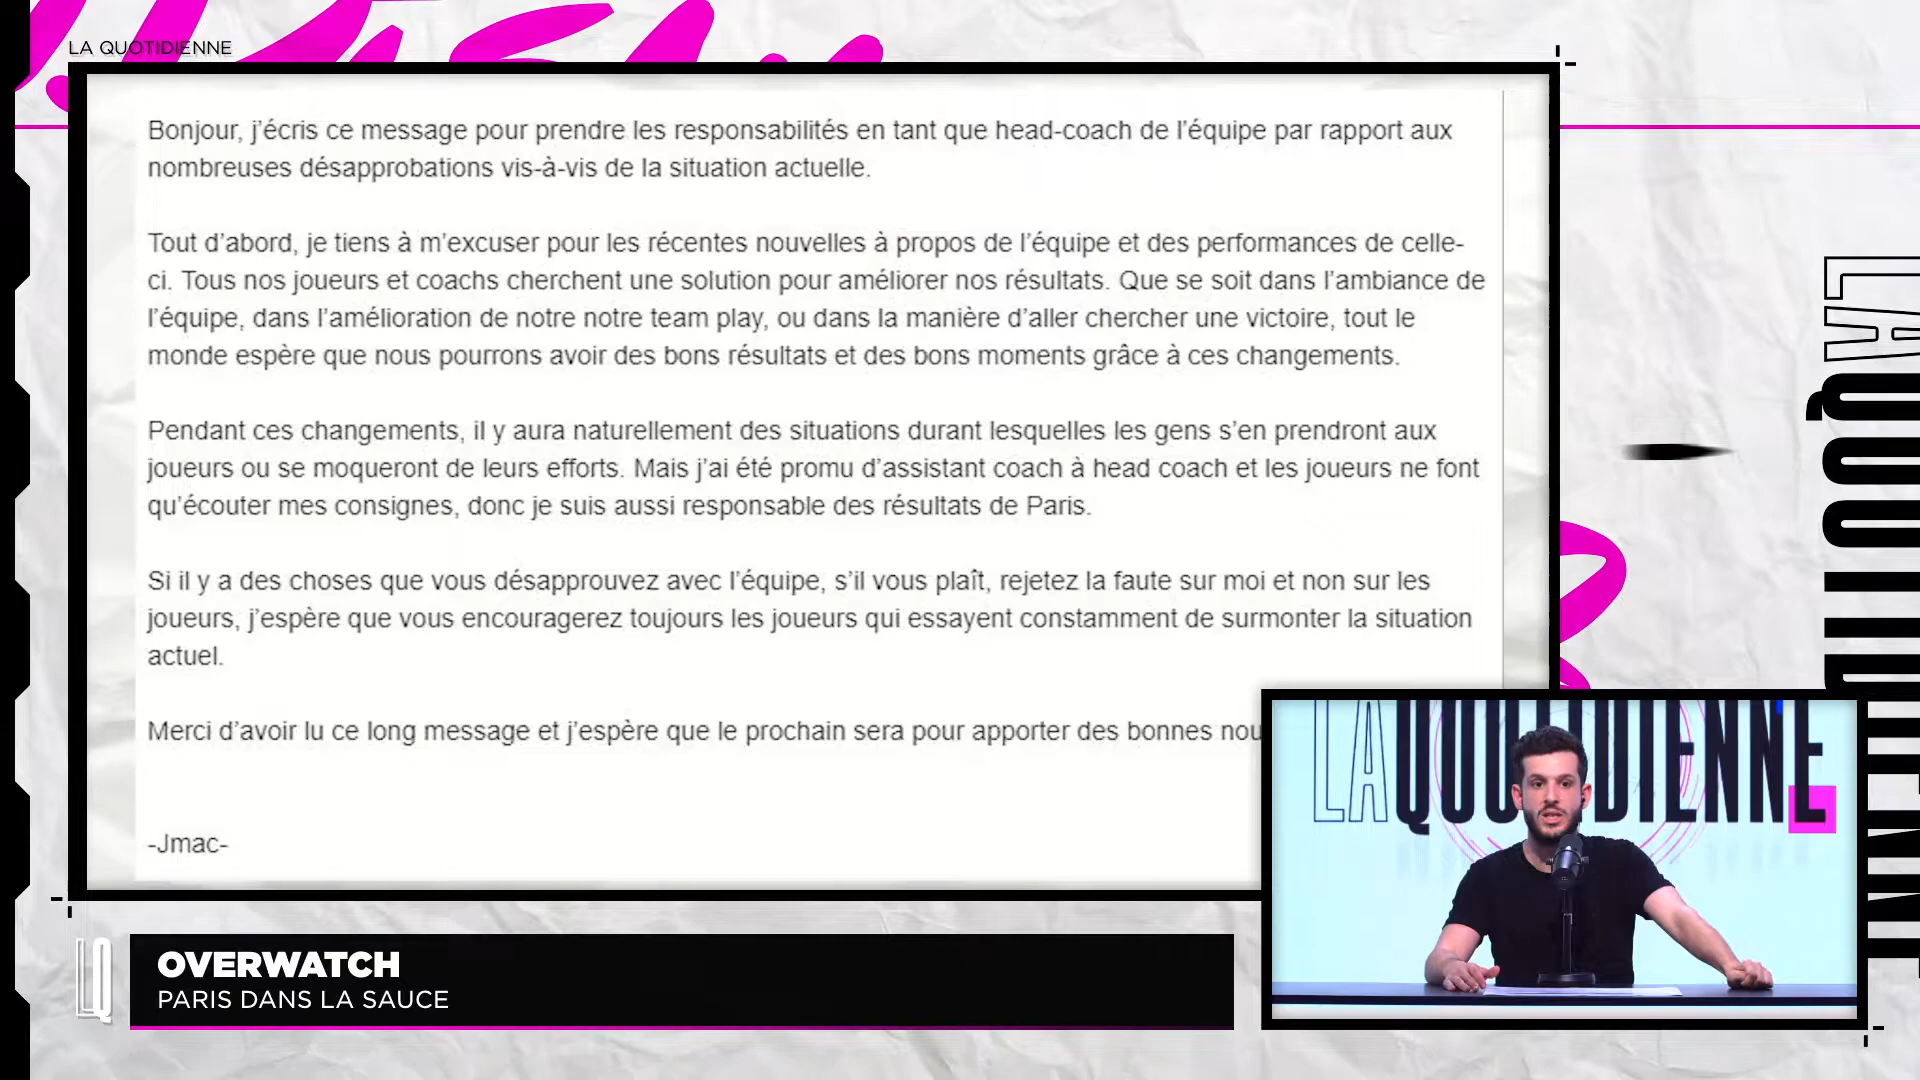 LA QUOTIDIENNE
Bonjour, j’écris ce message pour prendre les responsabilités en tant que head-coach de l’équipe par rapport aux
nombreuses désapprobations vis-à-vis de la situation actuelle.
Tout d’abord, je tiens à m’excuser pour les récentes nouvelles à propos de l’équipe et des performances de celle-
ci. Tous nos joueurs et coachs cherchent une solution pour améliorer nos résultats. Que se soit dans l’ambiance de
l’équipe, dans l’amélioration de notre notre team play, ou dans la manière d’aller chercher une victoire, tout le
monde espère que nous pourrons avoir des bons résultats et des bons moments grâce à ces changements.
Pendant ces changements, il y aura naturellement des situations durant lesquelles les gens s’en prendront aux
joueurs ou se moqueront de leurs efforts. Mais j’ai été promu d’assistant coach à head coach et les joueurs ne font
qu’écouter mes consignes, donc je suis aussi responsable des résultats de Paris.
Si il y a des choses que vous désapprouvez avec l’équipe, s’il vous plaît, rejetez la faute sur moi et non sur les
joueurs, j’espère que vous encouragerez toujours les joueurs qui essayent constamment de surmonter la situation
actuel.
Merci d’avoir lu ce long message et j’espère que le prochain sera pour apporter des bonnes nou
-Jmac-
LAQUOTIDIENNE
LAQUOTIDIENNE
LQ
OVERWATCH
PARIS DANS LA SAUCE